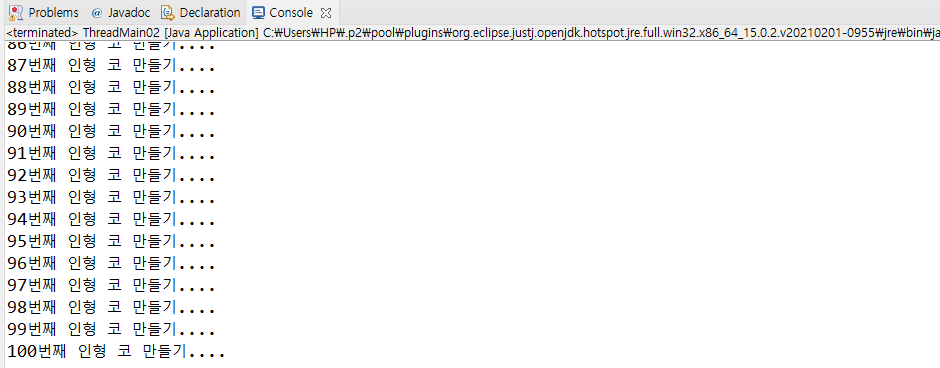 Problems @ Javadoc Declaration Console
<terminated> ThreadMain02 [Java Application] C:₩Users₩HP₩.p2₩pool₩plugins₩org.eclipse.justj.openjdk.hotspot.jre.full.win32.x86_64_15.0.2.v20210201-0955₩jre₩bin₩ja
86번째 인형 코 만들기....
87번째 인형 코 만들기....
88번째 인형 코 만들기....
89번째 인형 코 만들기....
90번째 인형 코 만들기....
91번째 인형 코 만들기....
92번째 인형 코 만들기....
93번째 인형 코 만들기....
94번째 인형 코 만들기....
95번째 인형 코 만들기....
96번째 인형 코 만들기....
97번째 인형 코 만들기....
98번째 인형 코 만들기....
99번째 인형 코 만들기....
100번째 인형 코 만들기....